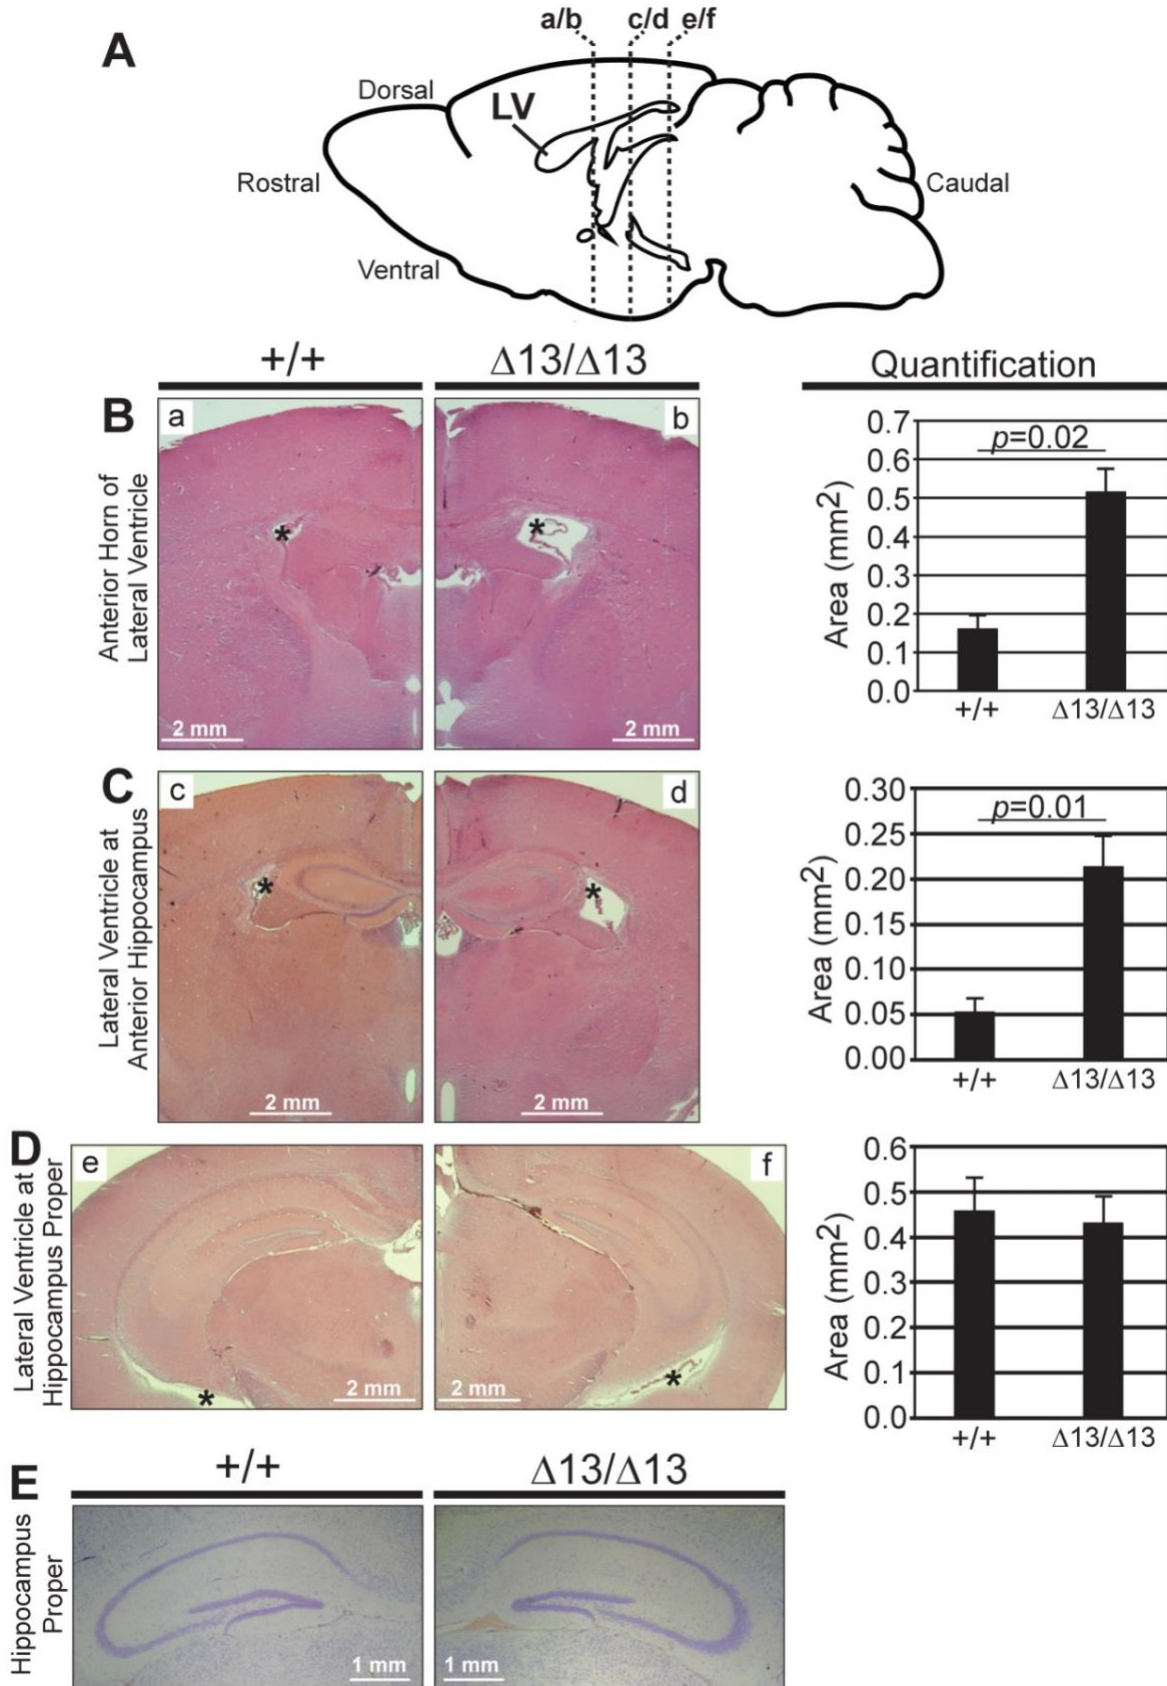 A
a/b c/d e/f
Dorsal
LV
Rostral
Caudal
Ventral
+/+ Δ13/Δ13 Quantification
B
Anterior Horn of
Lateral Ventricle
a
*
2 mm
b
*
2 mm
Area (mm2)
0.7
0.6
0.5
0.4
0.3
0.2
0.1
0.0
p=0.02
+/+ Δ13/Δ13
C
Lateral Ventricle at
Anterior Hippocampus
c
*
2 mm
d
*
2 mm
Area (mm²)
0.30
0.25
0.20
0.15
0.10
0.05
0.00
p=0.01
+/+ Δ13/Δ13
D
Lateral Ventricle at
Hippocampus Proper
e
*
2 mm
f
*
2 mm
Area (mm²)
0.6
0.5
0.4
0.3
0.2
0.1
0.0
+/+ Δ13/Δ13
E
+/+ Δ13/Δ13
Hippocampus
Proper
1 mm
1 mm